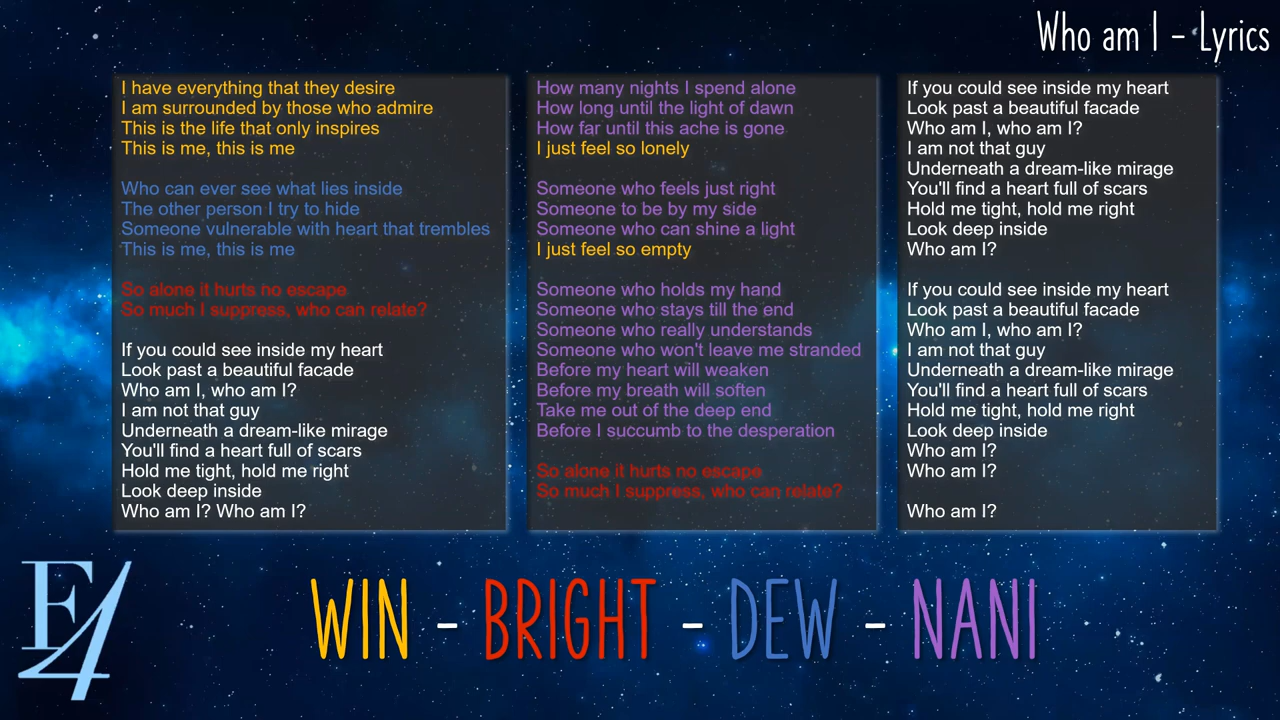 Who am I - Lyrics
I have everything that they desire
I am surrounded by those who admire
This is the life that only inspires
This is me, this is me
Who can ever see what lies inside
The other person I try to hide
Someone vulnerable with heart that trembles
This is me, this is me
So alone it hurts no escape
So much I suppress, who can relate?
If you could see inside my heart
Look past a beautiful facade
Who am I, who am I?
I am not that guy
Underneath a dream-like mirage
You'll find a heart full of scars
Hold me tight, hold me right
Look deep inside
Who am I? Who am I?
How many nights I spend alone
How long until the light of dawn
How far until this ache is gone
I just feel so lonely
Someone who feels just right
Someone to be by my side
Someone who can shine a light
I just feel so empty
Someone who holds my hand
Someone who stays till the end
Someone who really understands
Someone who won't leave me stranded
Before my heart will weaken
Before my breath will soften
Take me out of the deep end
Before I succumb to the desperation
So alone it hurts no escape
So much I suppress, who can relate?
If you could see inside my heart
Look past a beautiful facade
Who am I, who am I?
I am not that guy
Underneath a dream-like mirage
You'll find a heart full of scars
Hold me tight, hold me right
Look deep inside
Who am I?
If you could see inside my heart
Look past a beautiful facade
Who am I, who am I?
I am not that guy
Underneath a dream-like mirage
You'll find a heart full of scars
Hold me tight, hold me right
Look deep inside
Who am I?
Who am I?
Who am I?
F4
WIN - BRIGHT - DEW - NANI